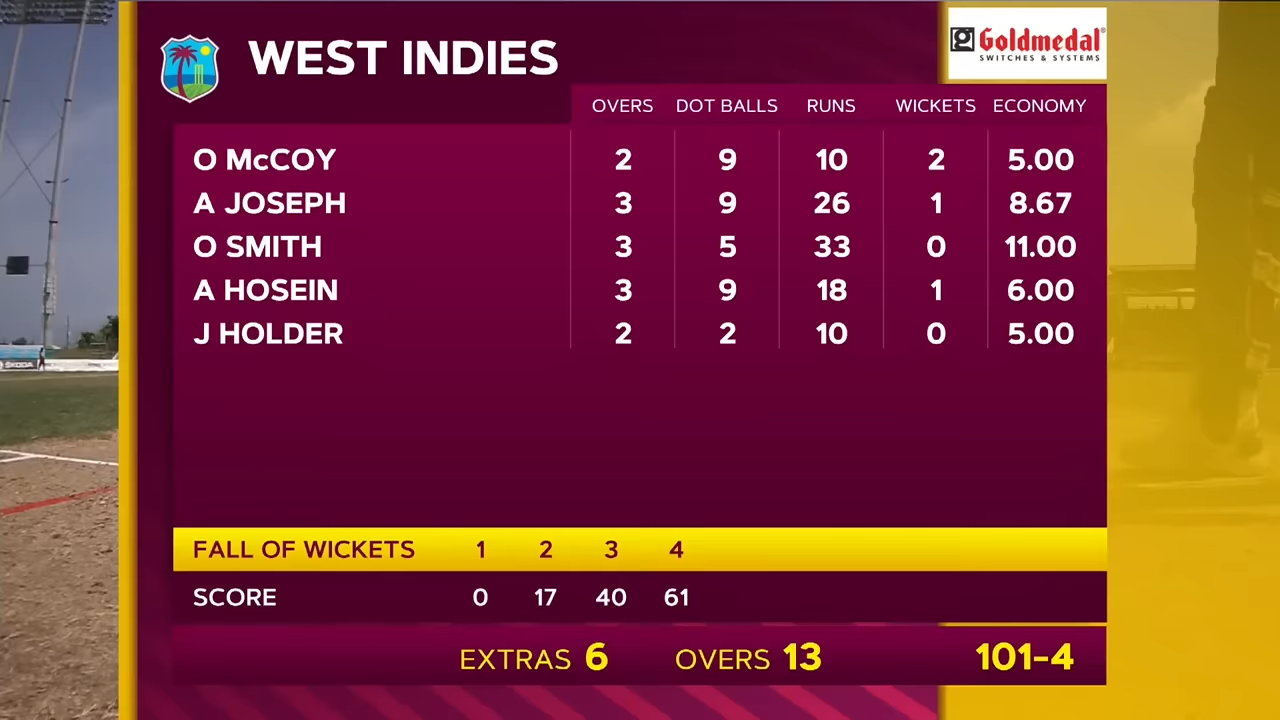 WEST INDIES
g Goldmedal®
SWITCHES & SYSTEMS
OVERS DOT BALLS RUNS WICKETS ECONOMY
O McCOY 2 9 10 2 5.00
A JOSEPH 3 9 26 1 8.67
O SMITH 3 5 33 0 11.00
A HOSEIN 3 9 18 1 6.00
J HOLDER 2 2 10 0 5.00
ŠKODA
FALL OF WICKETS 1 2 3 4
SCORE 0 17 40 61
EXTRAS 6 OVERS 13 101-4